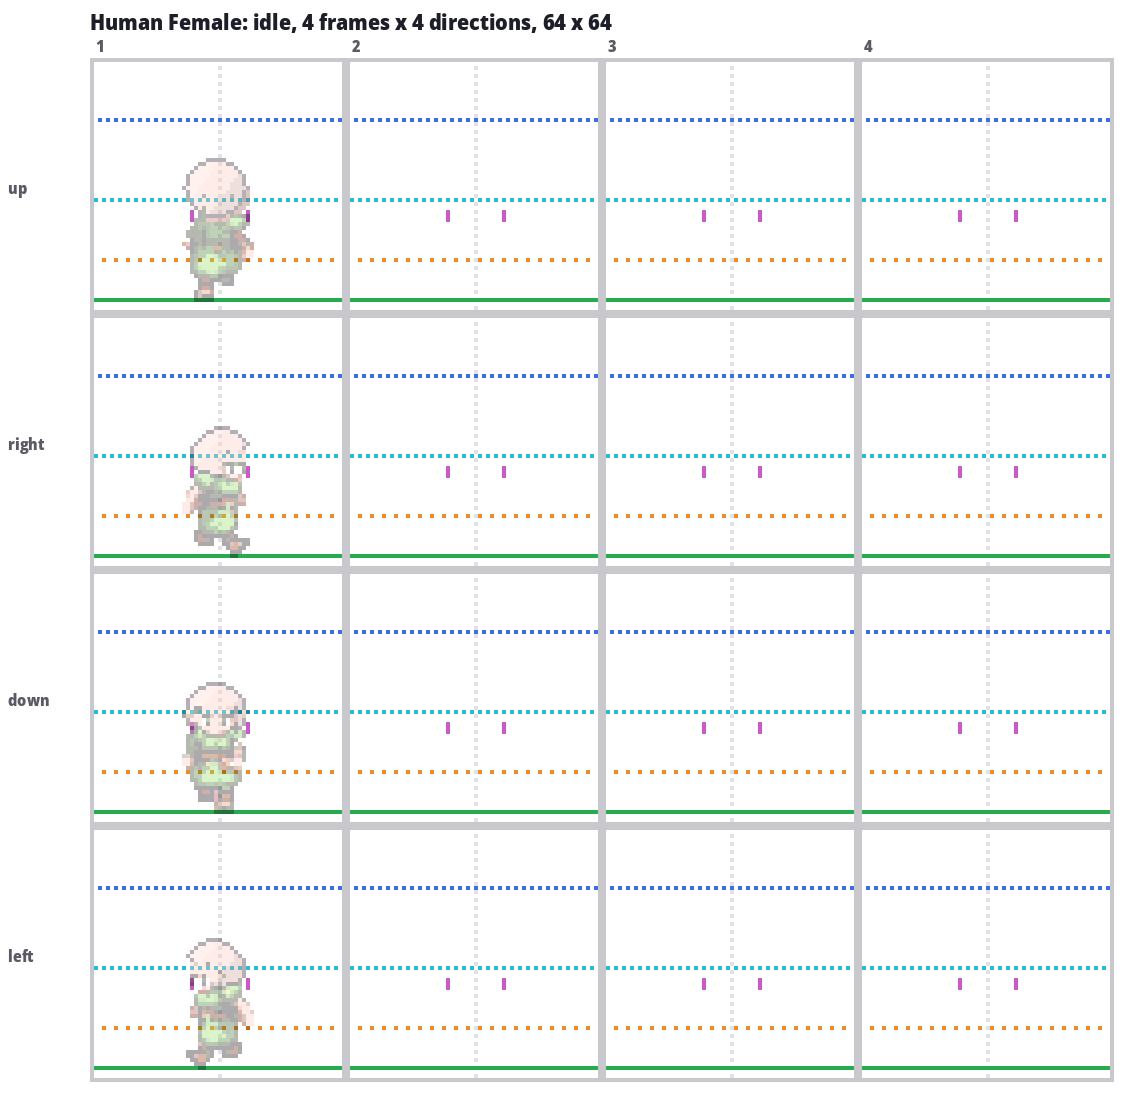 Human Female: idle, 4 frames x 4 directions, 64 x 64
1 2 3 4
up
right
down
left